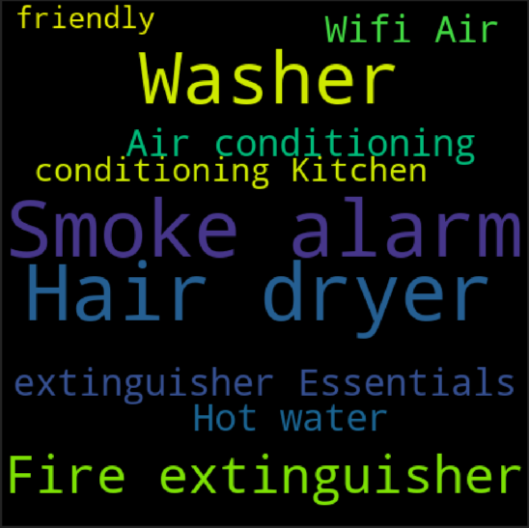 friendly
Wifi Air
Washer
Air conditioning
conditioning Kitchen
Smoke alarm
Hair dryer
extinguisher Essentials
Hot water
Fire extinguisher